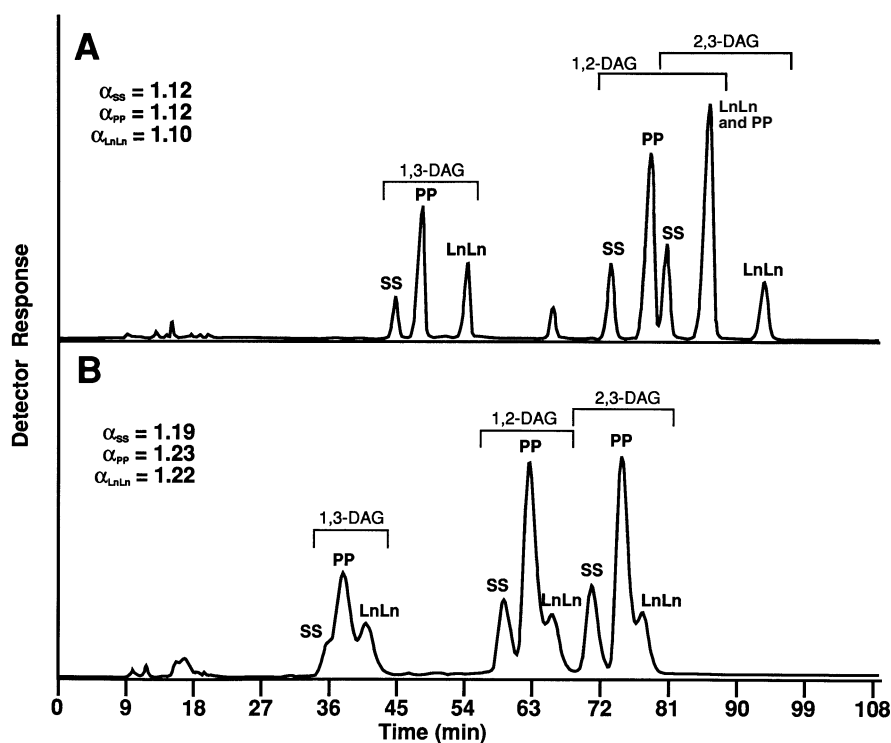 A
α_SS = 1.12
α_PP = 1.12
α_LnLn = 1.10
1,3-DAG
SS
PP
LnLn
1,2-DAG
2,3-DAG
SS
PP
SS
LnLn
and PP
LnLn
B
α_SS = 1.19
α_PP = 1.23
α_LnLn = 1.22
1,3-DAG
SS
PP
LnLn
1,2-DAG
SS
PP
LnLn
2,3-DAG
SS
PP
LnLn
Detector Response
0 9 18 27 36 45 54 63 72 81 90 99 108
Time (min)